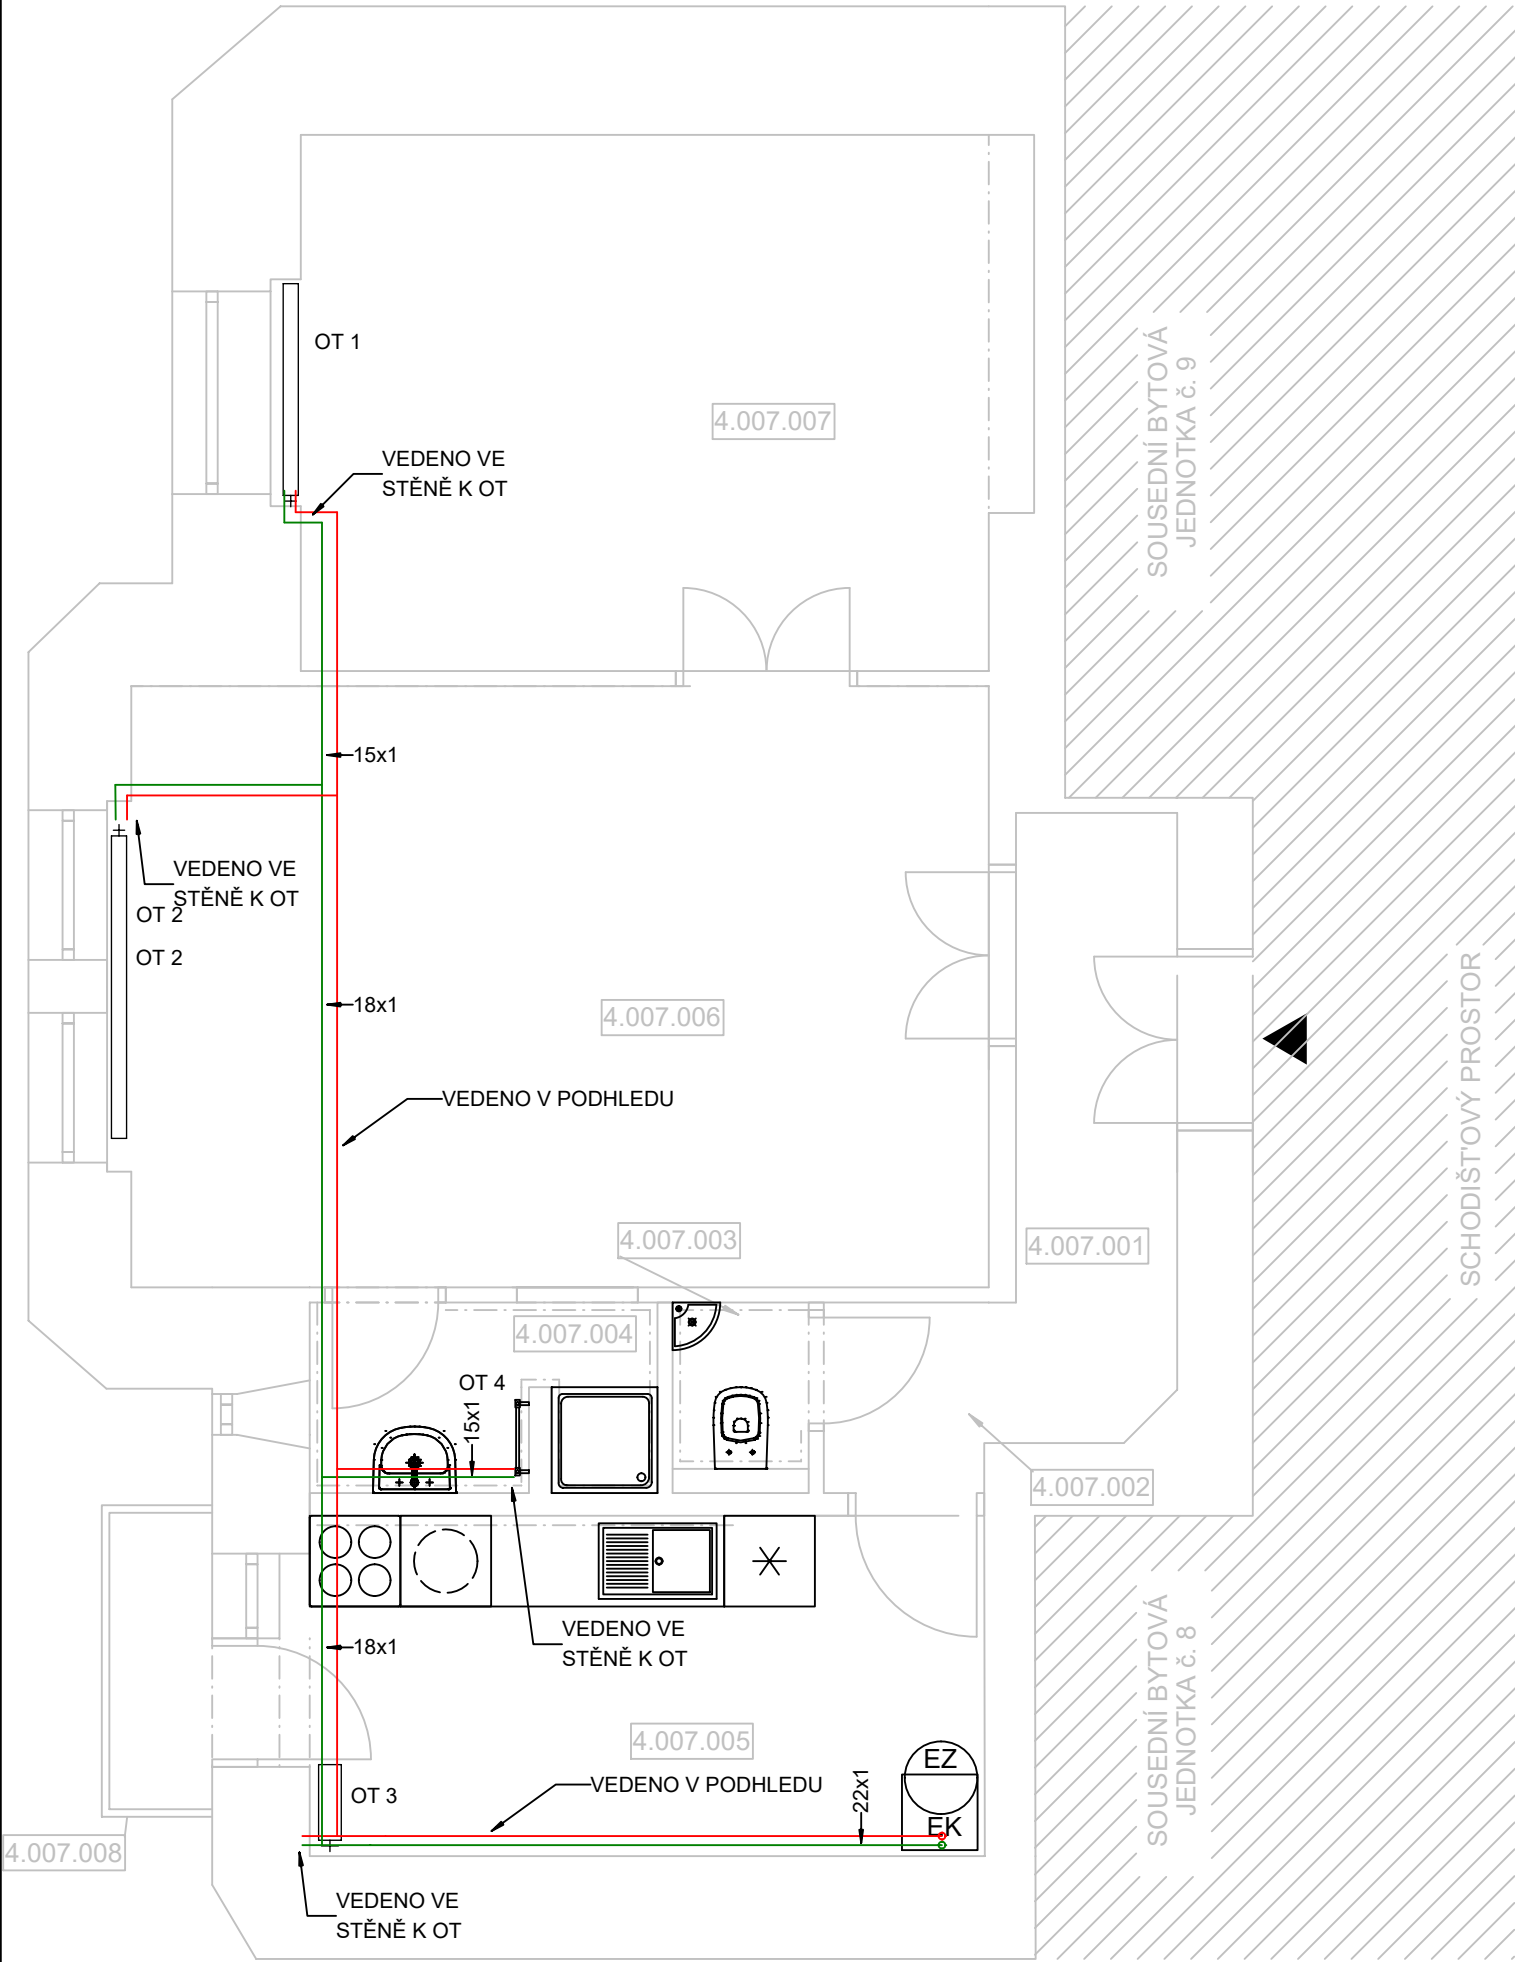 OT 1
4.007.007
SOUSEDNÍ BYTOVÁ
JEDNOTKA č. 9
VEDENO VE
STĚNĚ K OT
15x1
VEDENO VE
STĚNĚ K OT
OT 2
OT 2
18x1
4.007.006
SCHODIŠŤOVÝ PROSTOR
VEDENO V PODHLEDU
4.007.003
4.007.001
4.007.004
OT 4
15x1
4.007.002
VEDENO VE
STĚNĚ K OT
18x1
SOUSEDNÍ BYTOVÁ
JEDNOTKA č. 8
4.007.005
EZ
VEDENO V PODHLEDU
22x1
OT 3
EK
4.007.008
VEDENO VE
STĚNĚ K OT